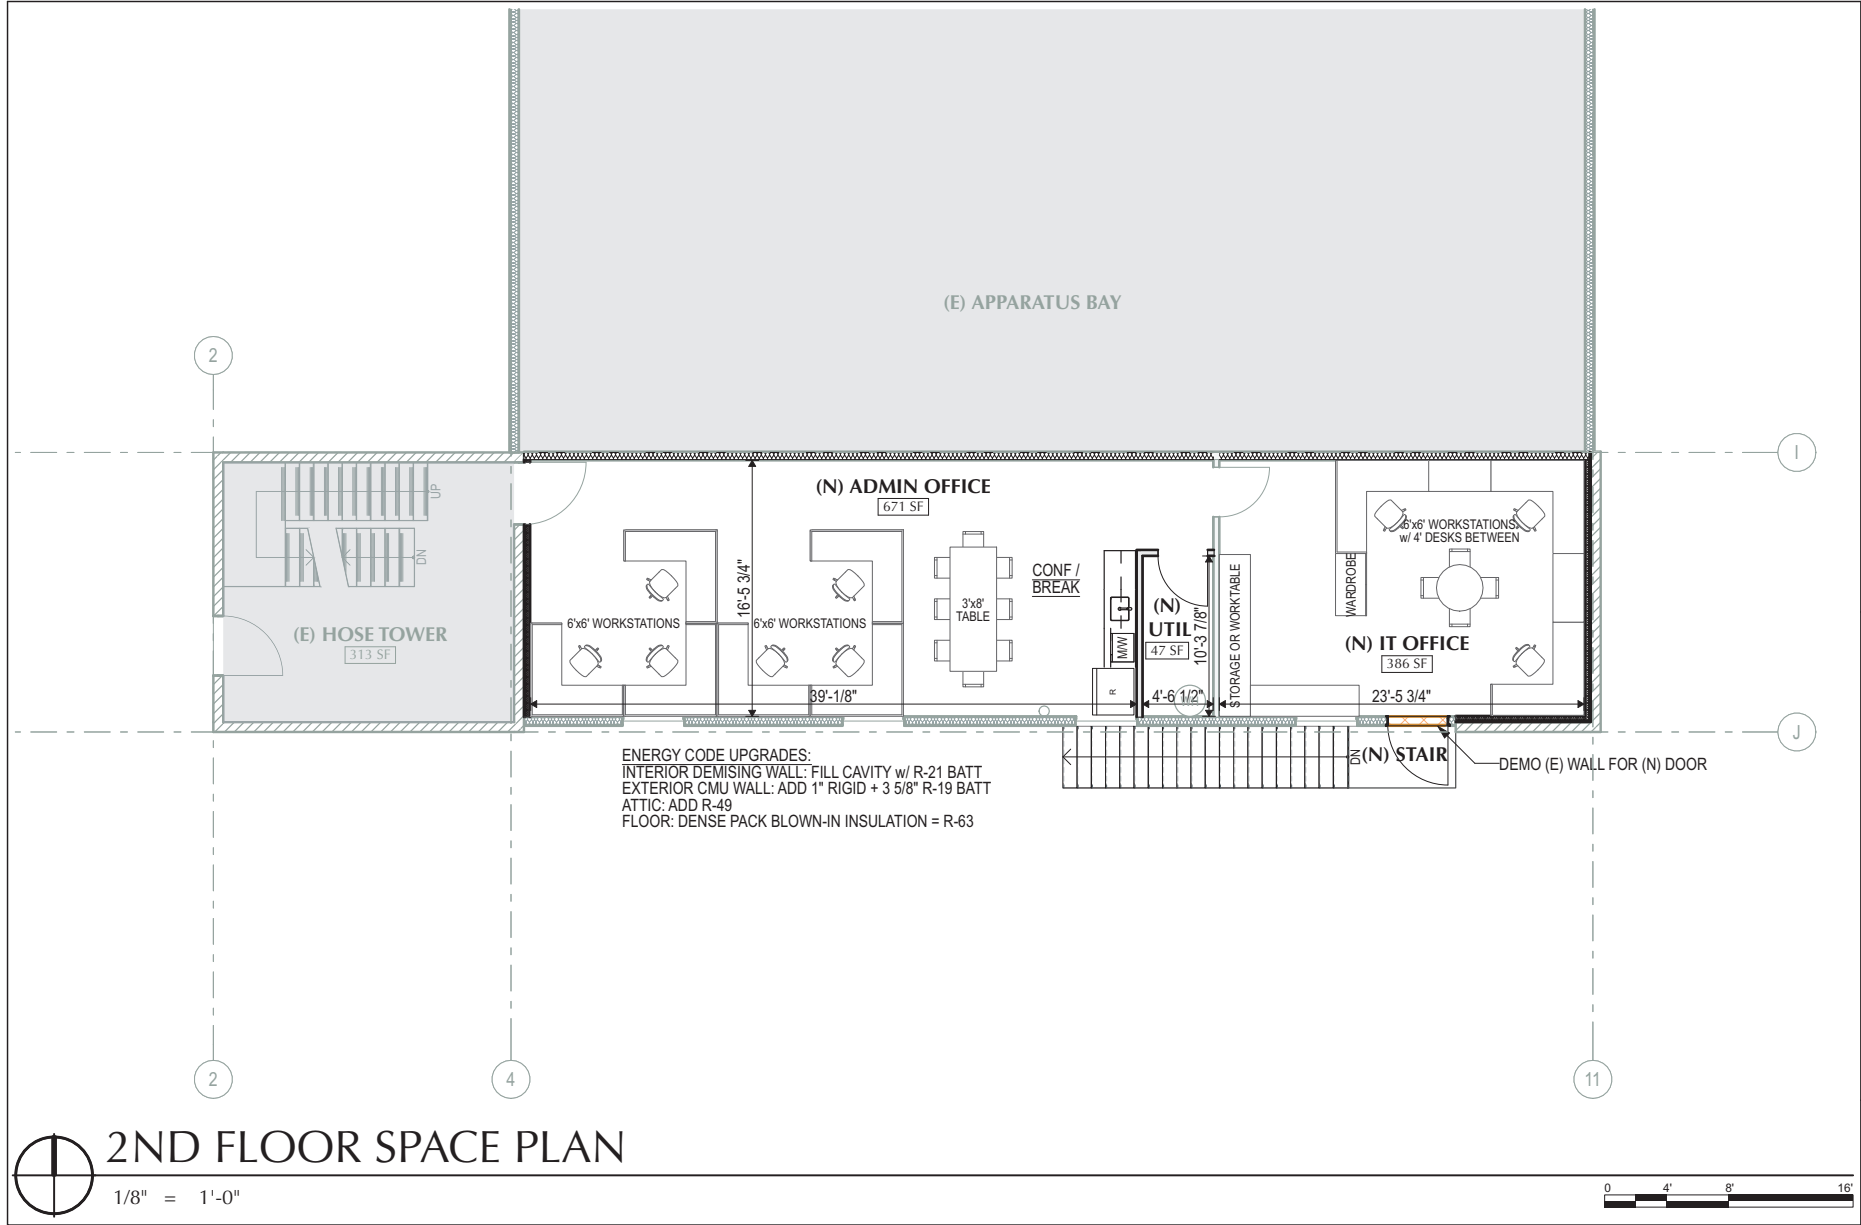 (E) APPARATUS BAY
2
I
(N) ADMIN OFFICE
671 SF
UP
DN
6'x6' WORKSTATIONS
w/ 4' DESKS BETWEEN
WARDROBE
16'-5 3/4"
CONF /
BREAK
3'x8'
TABLE
STORAGE OR WORKTABLE
(N)
UTIL
47 SF
10'-3 7/8"
M/W
R
6'x6' WORKSTATIONS
6'x6' WORKSTATIONS
(E) HOSE TOWER
313 SF
(N) IT OFFICE
386 SF
39'-1/8"
4'-6 1/2"
23'-5 3/4"
J
DN
(N) STAIR
DEMO (E) WALL FOR (N) DOOR
ENERGY CODE UPGRADES:
INTERIOR DEMISING WALL: FILL CAVITY w/ R-21 BATT
EXTERIOR CMU WALL: ADD 1" RIGID + 3 5/8" R-19 BATT
ATTIC: ADD R-49
FLOOR: DENSE PACK BLOWN-IN INSULATION = R-63
2
4
11
2ND FLOOR SPACE PLAN
1/8" = 1'-0"
0 4' 8' 16'